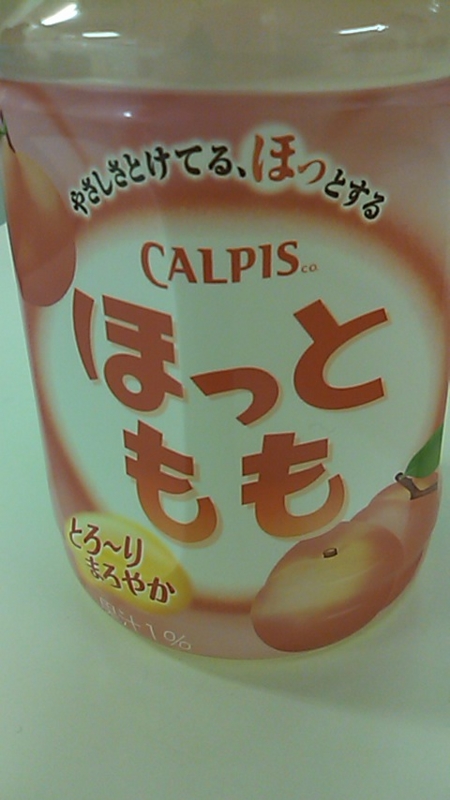 やさしさとけてる、ほっとする
CALPIS CO.
ほっと
もも
とろ〜り
まろやか
果汁1%